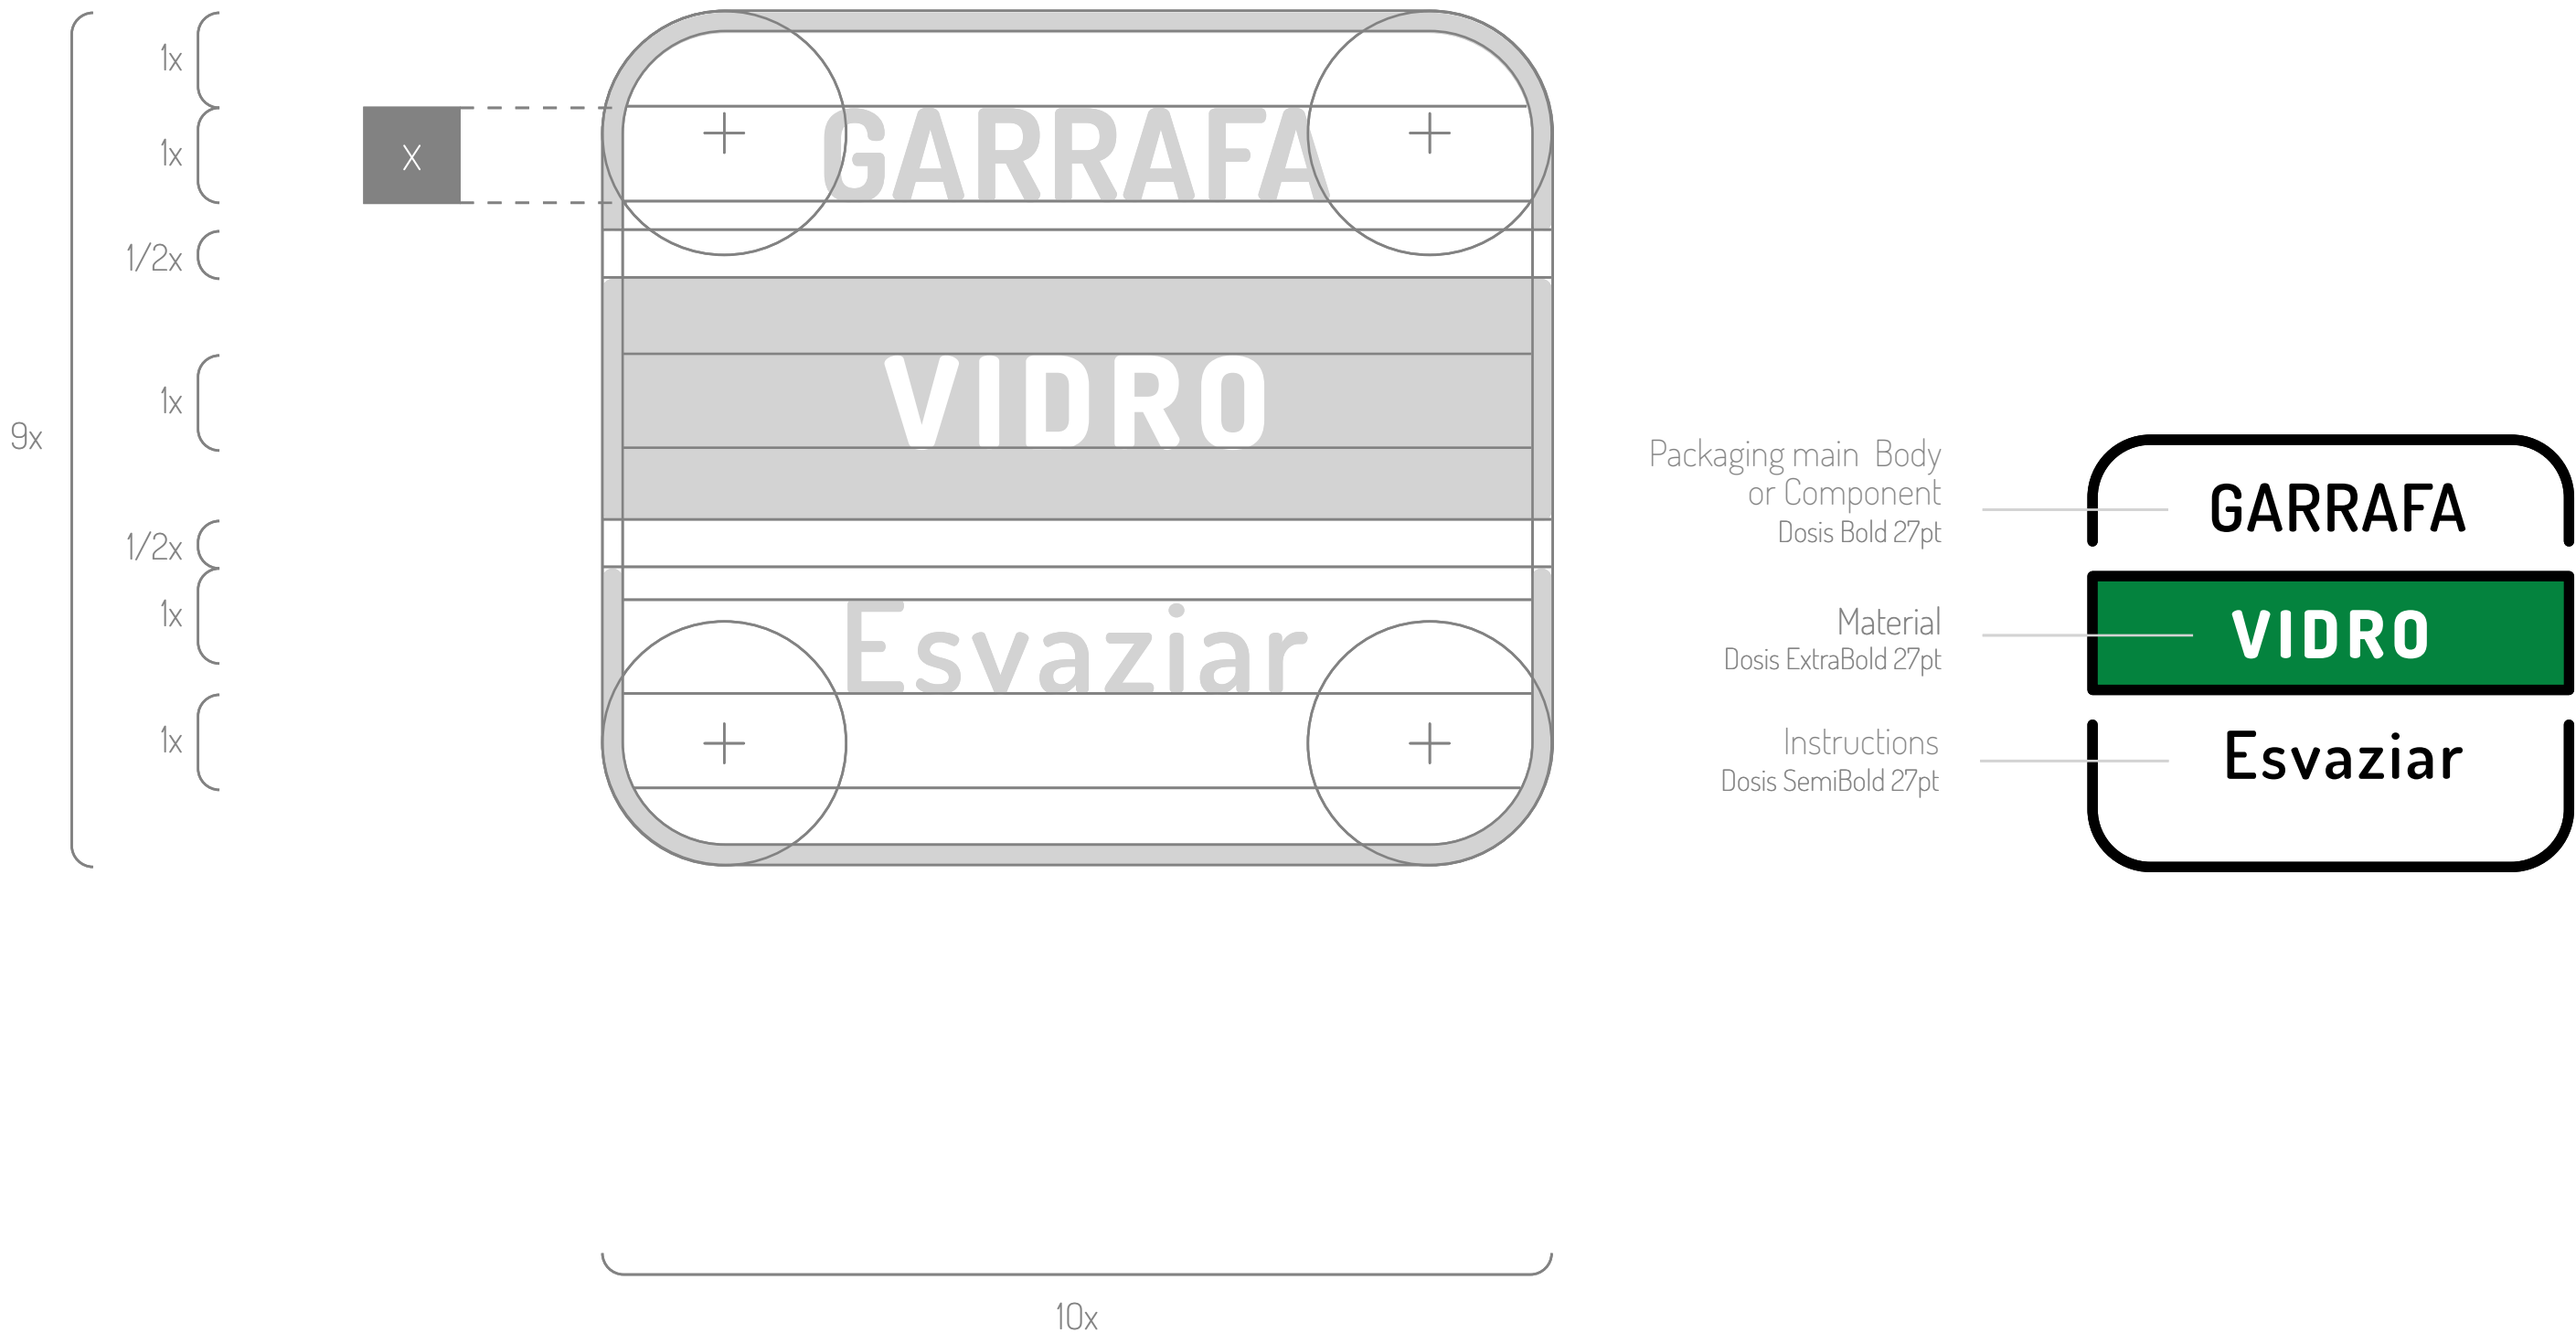 9x
1x
1x
1/2x
1x
1/2x
1x
1x
X
GARRAFA
VIDRO
Esvaziar
10x
Packaging main Body
or Component
Dosis Bold 27pt
Material
Dosis ExtraBold 27pt
Instructions
Dosis SemiBold 27pt
GARRAFA
VIDRO
Esvaziar